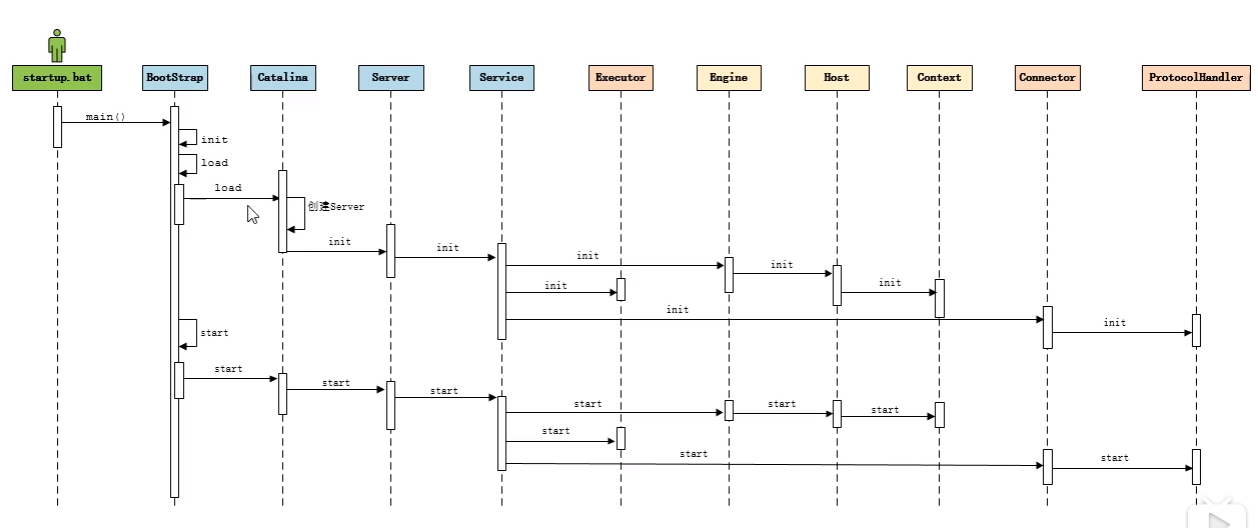 startup.bat
BootStrap
Catalina
Server
Service
Executor
Engine
Host
Context
Connector
ProtocolHandler
main()
init
load
load
创建Server
init
init
init
init
init
init
init
init
start
start
start
start
start
start
start
start
start
start